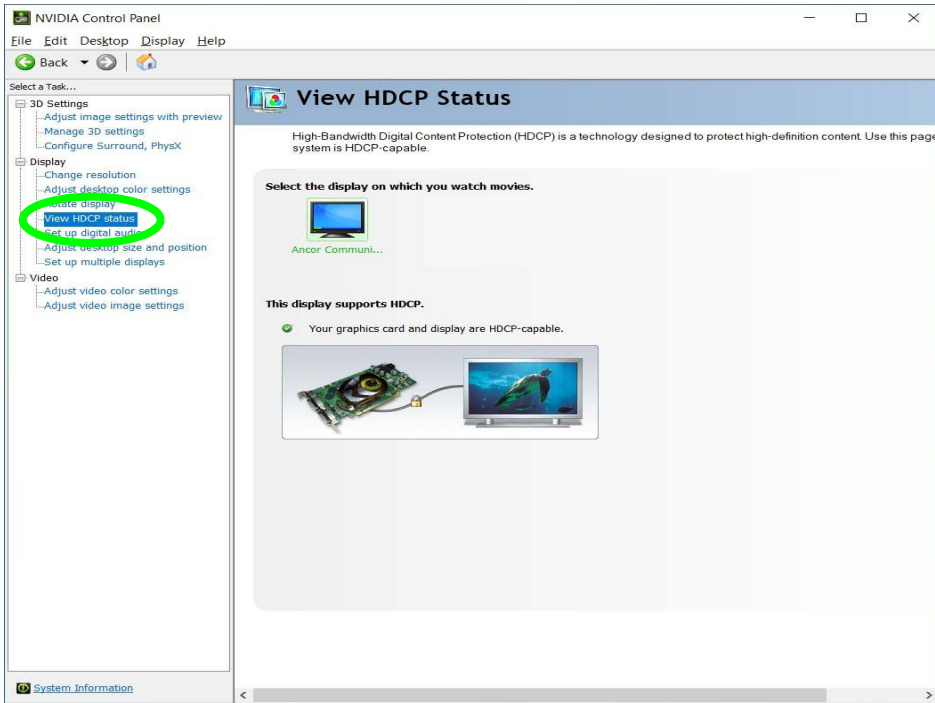 NVIDIA Control Panel
File Edit Desktop Display Help
Back
Select a Task...
3D Settings
Adjust image settings with preview
Manage 3D settings
Configure Surround, PhysX
Display
Change resolution
Adjust desktop color settings
Rotate display
View HDCP status
Set up digital audio
Adjust desktop size and position
Set up multiple displays
Video
Adjust video color settings
Adjust video image settings
System Information
View HDCP Status
High-Bandwidth Digital Content Protection (HDCP) is a technology designed to protect high-definition content. Use this page
system is HDCP-capable.
Select the display on which you watch movies.
Ancor Communi...
This display supports HDCP.
Your graphics card and display are HDCP-capable.